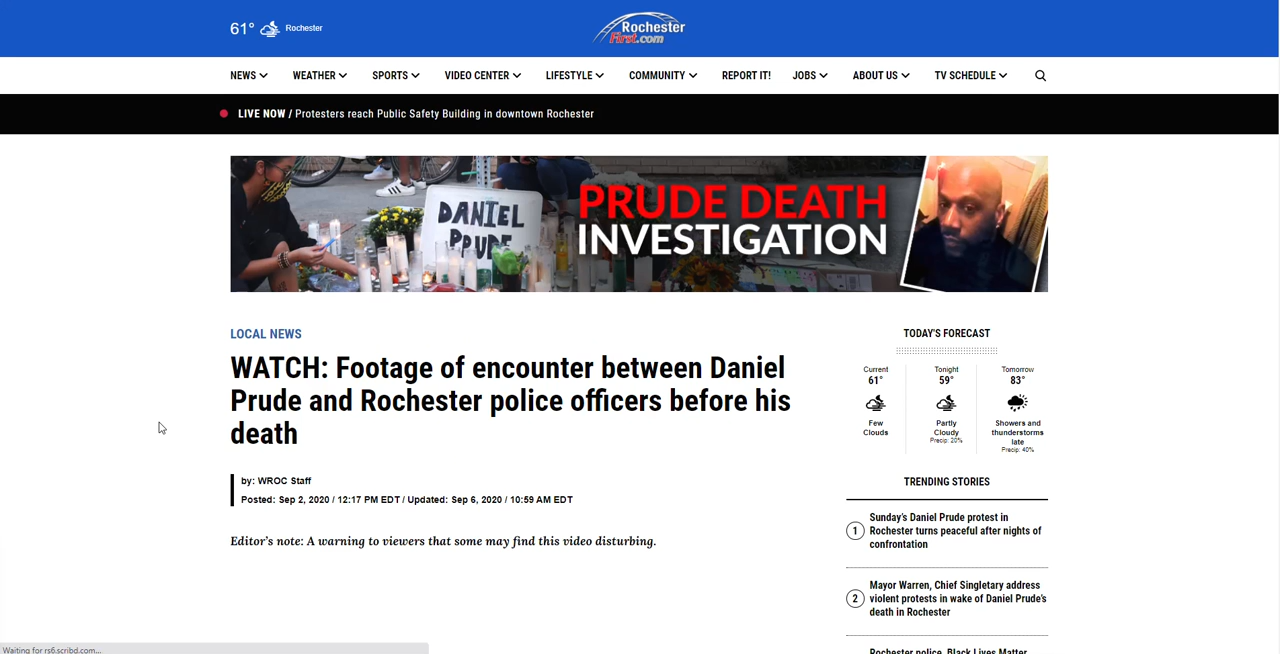 61° Rochester
Rochester
First.com
NEWS WEATHER SPORTS VIDEO CENTER LIFESTYLE COMMUNITY REPORT IT! JOBS ABOUT US TV SCHEDULE
LIVE NOW / Protesters reach Public Safety Building in downtown Rochester
DANIEL
PRUDE
PRUDE DEATH
INVESTIGATION
LOCAL NEWS
WATCH: Footage of encounter between Daniel
Prude and Rochester police officers before his
death
by: WROC Staff
Posted: Sep 2, 2020 / 12:17 PM EDT / Updated: Sep 6, 2020 / 10:59 AM EDT
Editor's note: A warning to viewers that some may find this video disturbing.
TODAY'S FORECAST
Current
61°
Few
Clouds
Tonight
59°
Partly
Cloudy
Precip: 20%
Tomorrow
83°
Showers and
thunderstorms
late
Precip: 40%
TRENDING STORIES
1
Sunday's Daniel Prude protest in
Rochester turns peaceful after nights of
confrontation
2
Mayor Warren, Chief Singletary address
violent protests in wake of Daniel Prude's
death in Rochester
Rochester police, Black Lives Matter
Waiting for rs6.scribd.com...